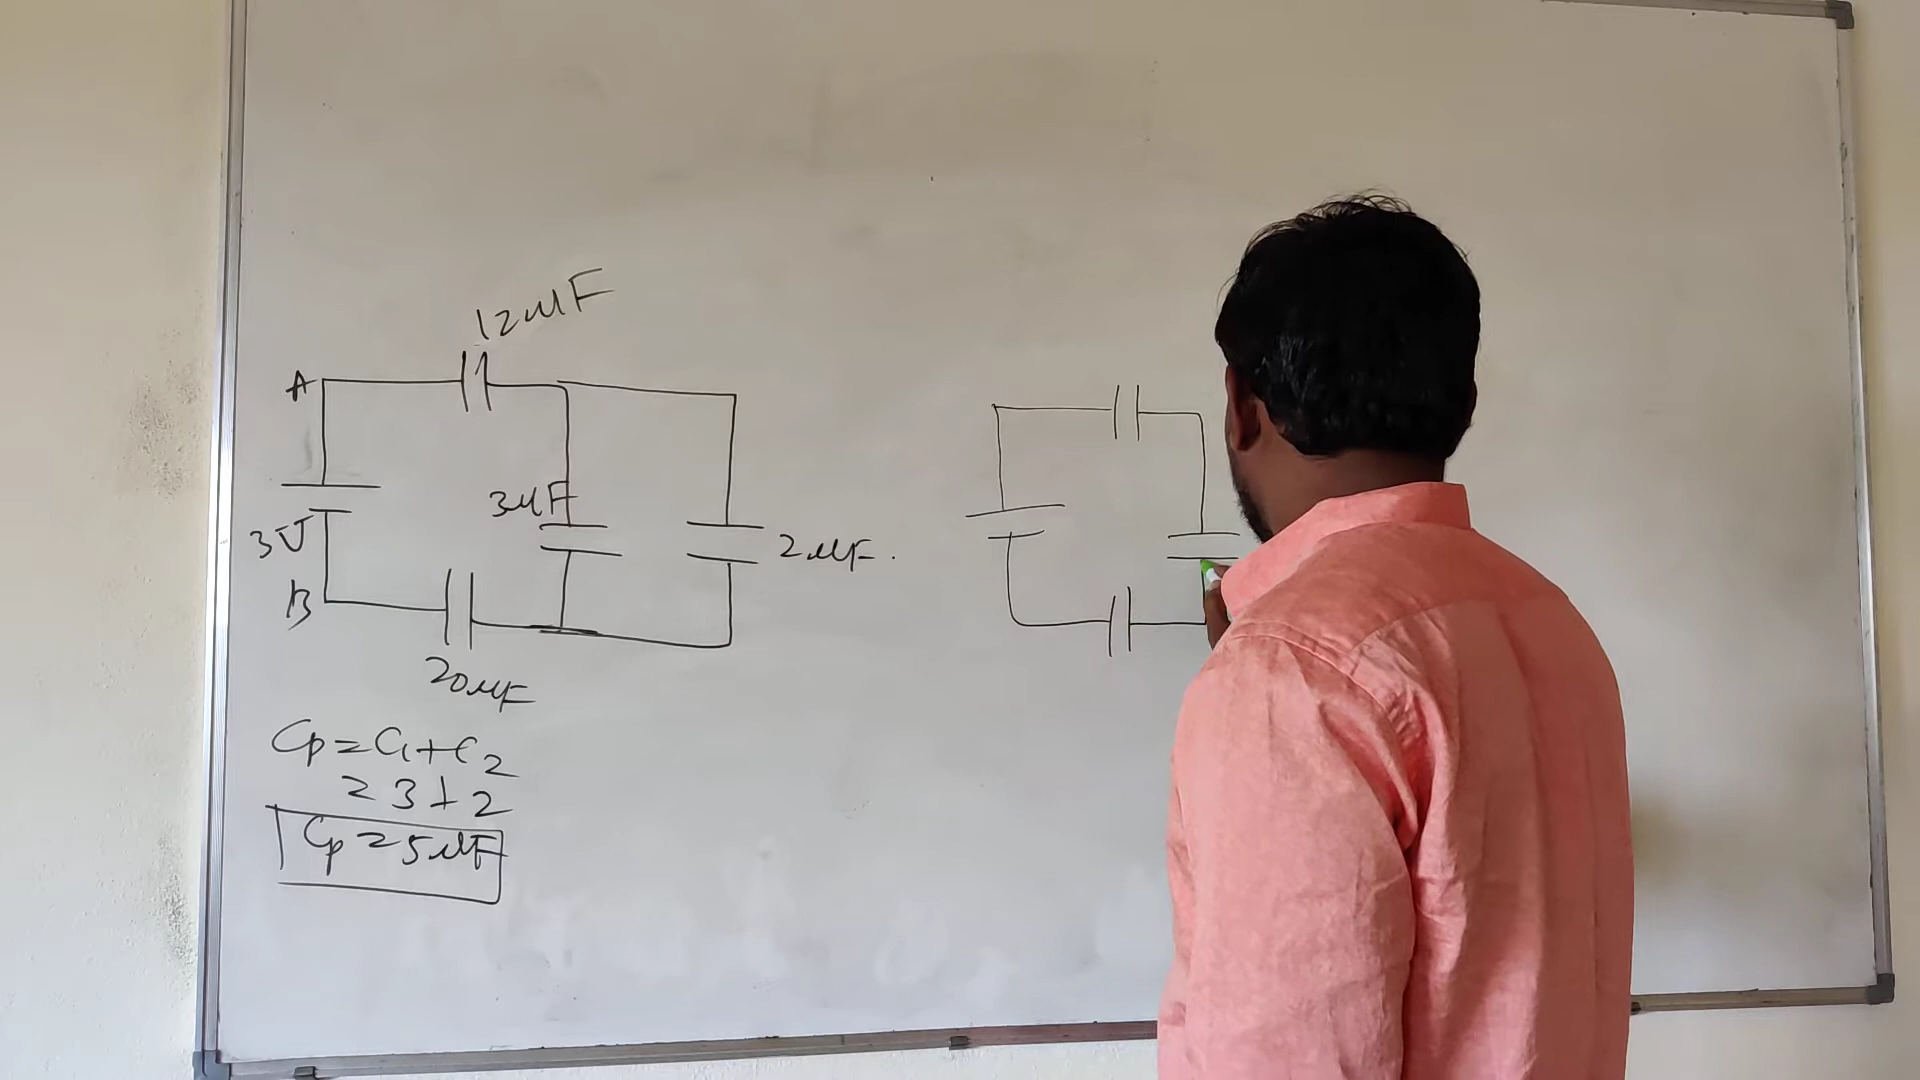 12μF
A
3μF
3V
2μF.
B
20μF
Cp = C1 + C2
= 3 + 2
Cp = 5μF